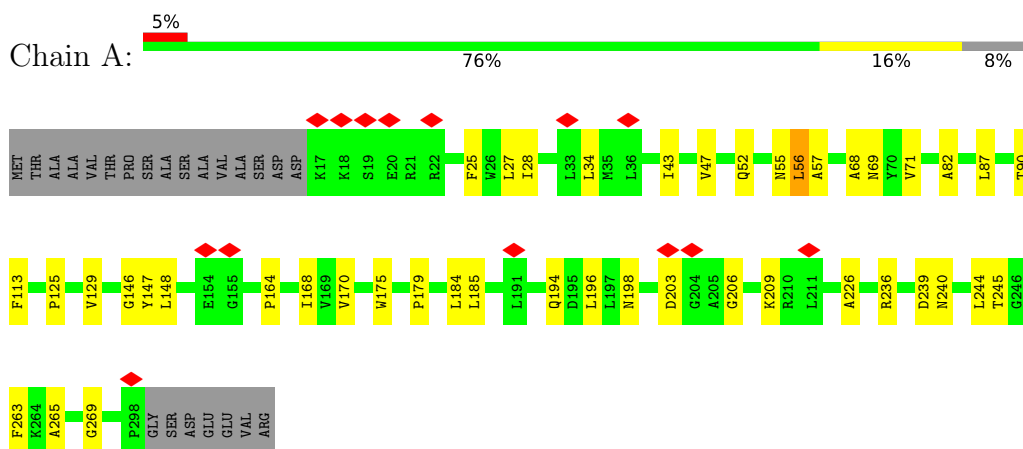 5%
Chain A:
76% 16% 8%
MET THR ALA ALA VAL THR PRO SER ALA SER ALA VAL ALA SER ASP ASP K17 K18 S19 E20 R21 R22 F25 W26 L27 I28 L33 L34 M35 L36 I43 V47 Q52 N55 L56 A57 A68 N69 Y70 V71 A82 L87 T90
F113 P125 V129 G146 Y147 L148 E154 G155 P164 I168 V169 V170 W175 P179 L184 L185 L191 Q194 D195 L196 L197 N198 D203 G204 A205 G206 K209 R210 L211 A226 R236 D239 N240 L244 T245 G246
F263 K264 A265 G269 P298 GLY SER ASP GLU GLU VAL ARG